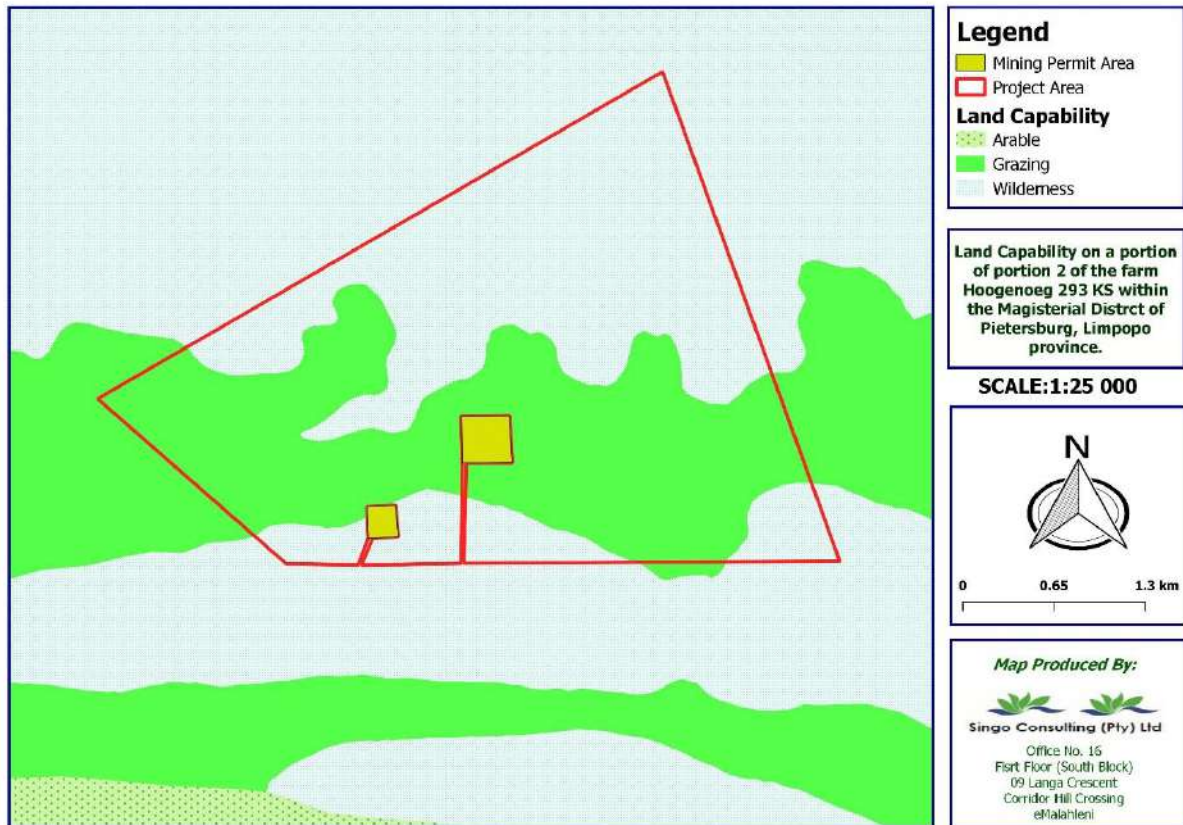 Legend
Mining Permit Area
Project Area
Land Capability
Arable
Grazing
Wilderness
Land Capability on a portion
of portion 2 of the farm
Hoogenoeg 293 KS within
the Magisterial Distrct of
Pietersburg, Limpopo
province.
SCALE:1:25 000
N
0 0.65 1.3 km
Map Produced By:
Singo Consulting (Pty) Ltd
Office No. 16
Fisrt Floor (South Block)
09 Langa Crescent
Corridor Hill Crossing
eMalahleni